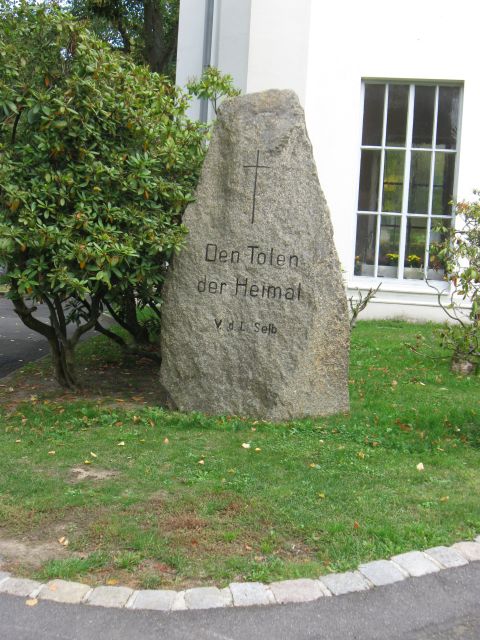 Den Toten
der Heimat
V.d.L. Selb